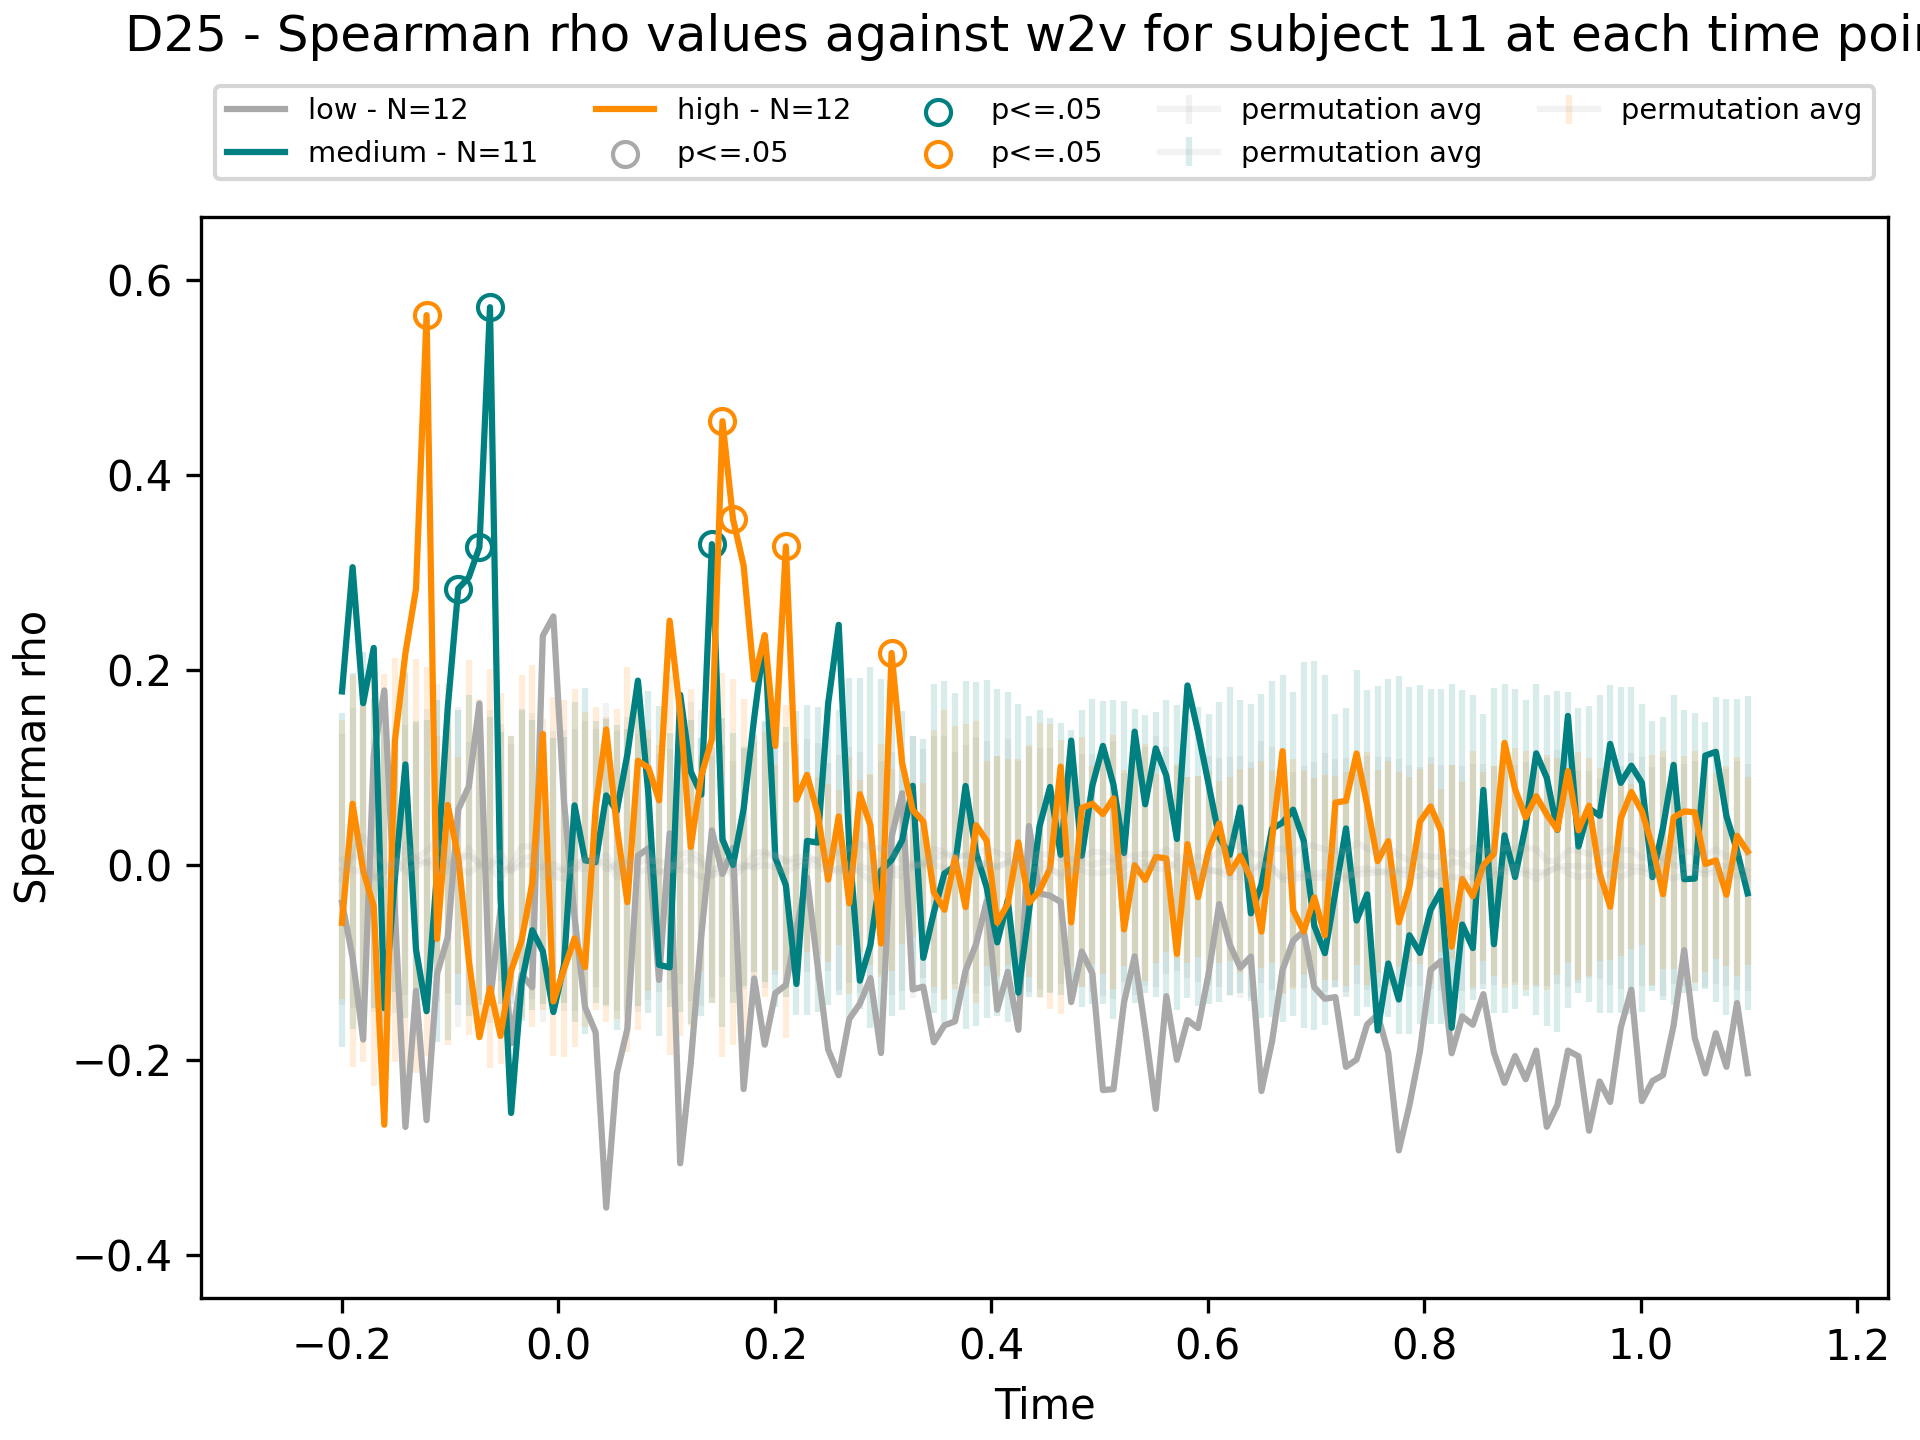 D25 - Spearman rho values against w2v for subject 11 at each time
low - N=12
medium - N=11
high - N=12
p<=.05
p<=.05
p<=.05
permutation avg
permutation avg
permutation avg
Spearman rho
0.6
0.4
0.2
0.0
−0.2
−0.4
−0.2 0.0 0.2 0.4 0.6 0.8 1.0 1.2
Time